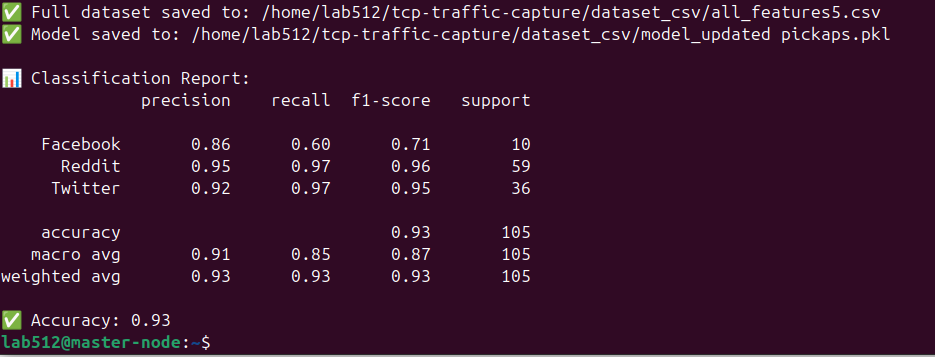 ✅ Full dataset saved to: /home/lab512/tcp-traffic-capture/dataset_csv/all_features5.csv
✅ Model saved to: /home/lab512/tcp-traffic-capture/dataset_csv/model_updated pickaps.pkl
📊 Classification Report:
precision recall f1-score support
Facebook 0.86 0.60 0.71 10
Reddit 0.95 0.97 0.96 59
Twitter 0.92 0.97 0.95 36
accuracy 0.93 105
macro avg 0.91 0.85 0.87 105
weighted avg 0.93 0.93 0.93 105
✅ Accuracy: 0.93
lab512@master-node:~$